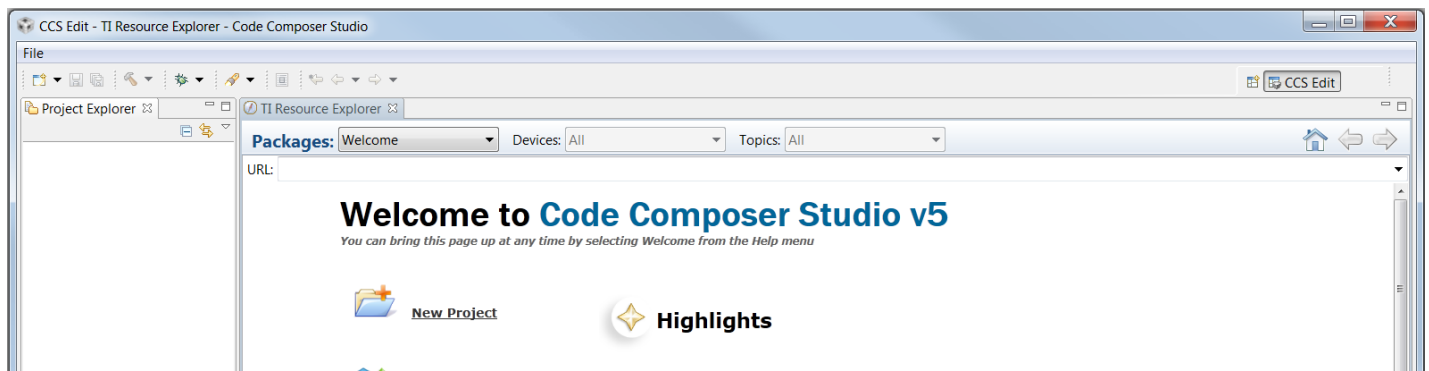 CCS Edit - TI Resource Explorer - Code Composer Studio
File
CCS Edit
Project Explorer
TI Resource Explorer
Packages: Welcome Devices: All Topics: All
URL:
Welcome to Code Composer Studio v5
You can bring this page up at any time by selecting Welcome from the Help menu
New Project
Highlights